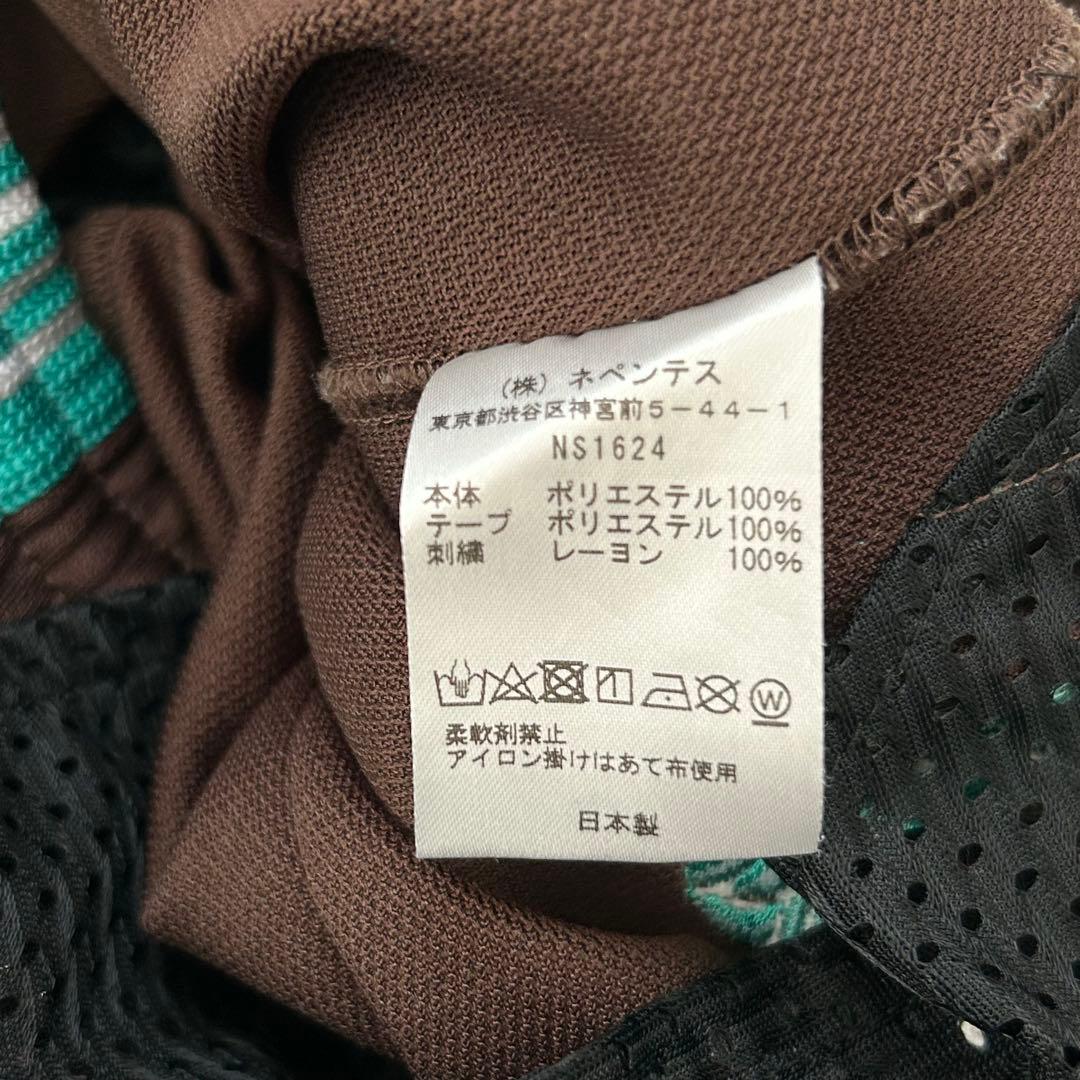 (株) ネペンテス
東京都渋谷区神宮前5-44-1
NS1624
本体 ポリエステル100%
テープ ポリエステル100%
刺繍 レーヨン 100%
W
柔軟剤禁止
アイロン掛けはあて布使用
日本製